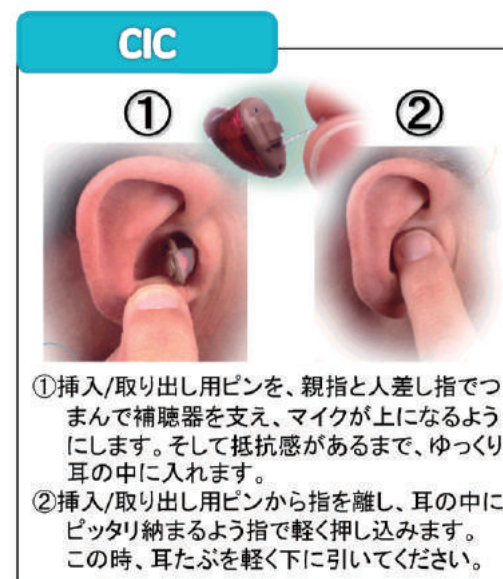 CIC
① ②
①挿入/取り出し用ピンを、親指と人差し指でつ
まんで補聴器を支え、マイクが上になるよう
にします。そして抵抗感があるまで、ゆっくり
耳の中に入れます。
②挿入/取り出し用ピンから指を離し、耳の中に
ピッタリ納まるよう指で軽く押し込みます。
この時、耳たぶを軽く下に引いてください。